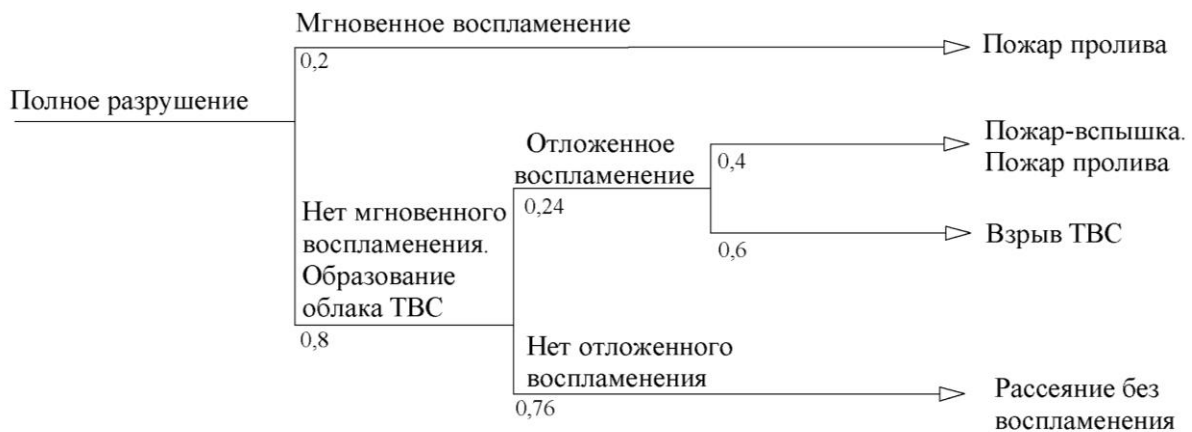 Мгновенное воспламенение
0,2
Пожар пролива
Полное разрушение
Отложенное
воспламенение
0,24
0,4
Пожар-вспышка.
Пожар пролива
0,6
Взрыв ТВС
Нет мгновенного
воспламенения.
Образование
облака ТВС
0,8
Нет отложенного
воспламенения
0,76
Рассеяние без
воспламенения